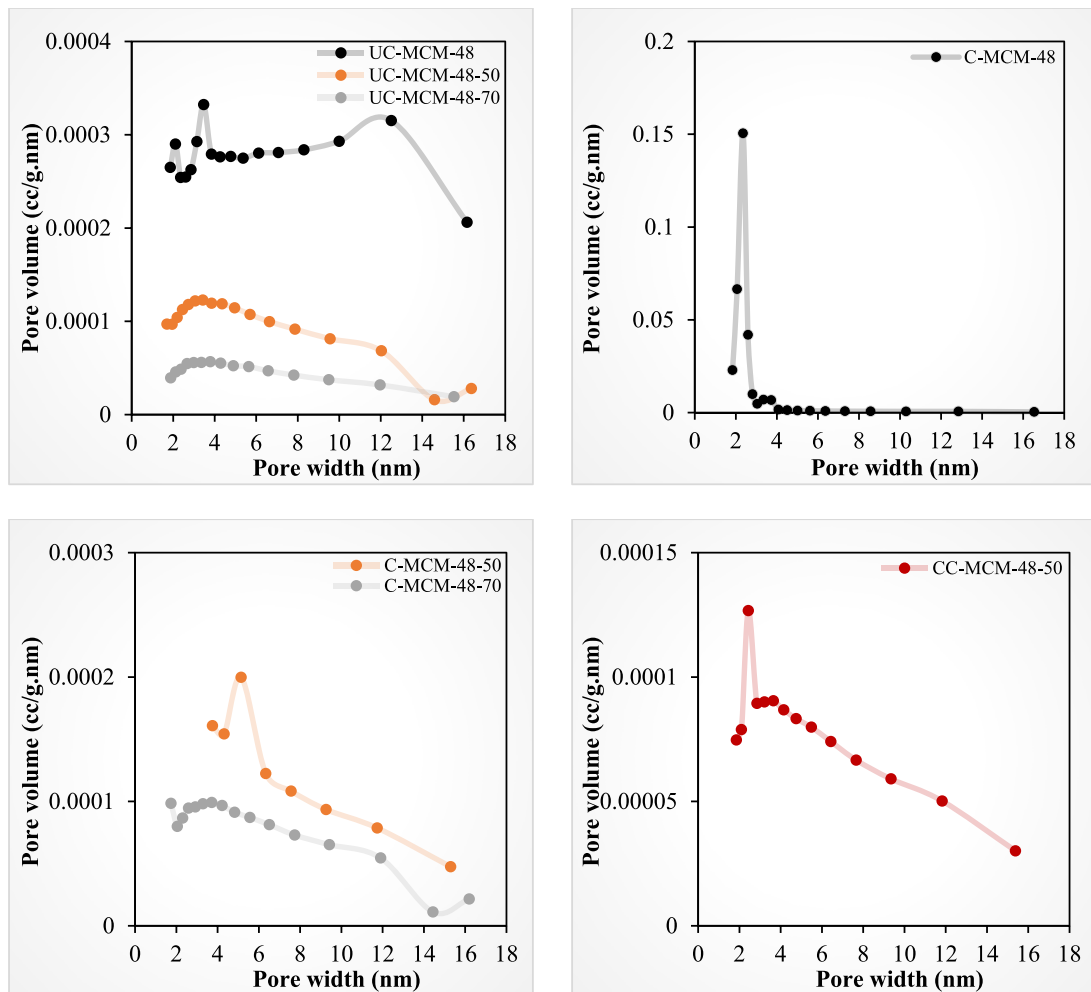 0.0004
0.0003
0.0002
0.0001
0
Pore volume (cc/g.nm)
UC-MCM-48
UC-MCM-48-50
UC-MCM-48-70
0 2 4 6 8 10 12 14 16 18
Pore width (nm)
0.2
0.15
0.1
0.05
0
Pore volume (cc/g.nm)
C-MCM-48
0 2 4 6 8 10 12 14 16 18
Pore width (nm)
0.0003
0.0002
0.0001
0
Pore volume (cc/g.nm)
C-MCM-48-50
C-MCM-48-70
0 2 4 6 8 10 12 14 16 18
Pore width (nm)
0.00015
0.0001
0.00005
0
Pore volume (cc/g.nm)
CC-MCM-48-50
0 2 4 6 8 10 12 14 16 18
Pore width (nm)